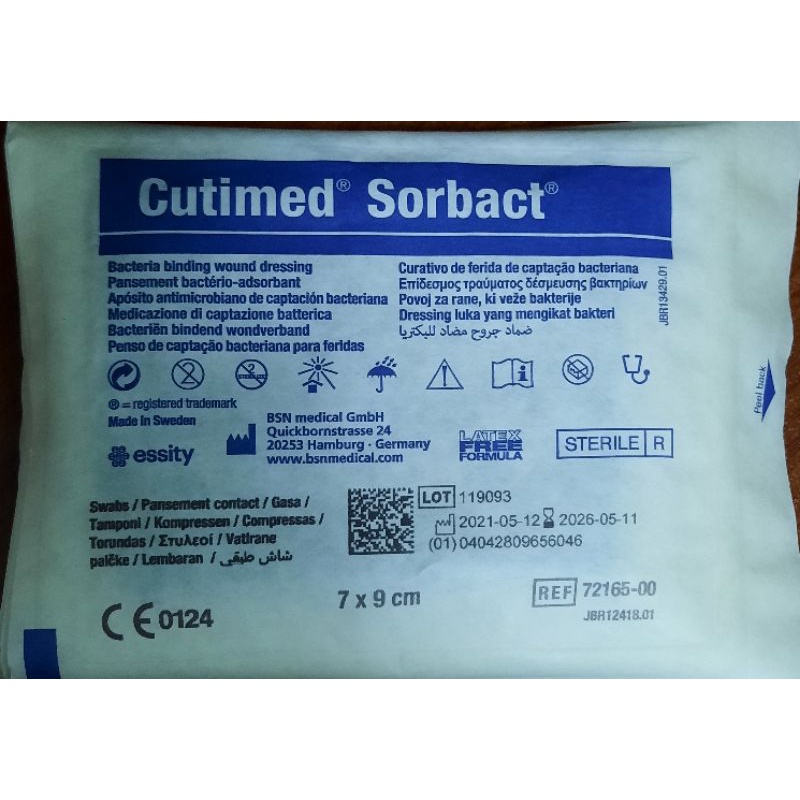 Cutimed® Sorbact®
Bacteria binding wound dressing
Pansement bactério-adsorbant
Apósito antimicrobiano de captación bacteriana
Medicazione di captazione batterica
Bacteriën bindend wondverband
Penso de captação bacteriana para feridas
Curativo de ferida de captação bacteriana
Επίδεσμος τραύματος δέσμευσης βακτηρίων
Povoj za rane, ki veže bakterije
Dressing luka yang mengikat bakteri
ضماد جروح مضاد للبكتريا
JBR13429.01
® = registered trademark
Made in Sweden
essity
BSN medical GmbH
Quickbornstrasse 24
20253 Hamburg · Germany
www.bsnmedical.com
LATEX
FREE
FORMULA
STERILE R
Peel back
Swabs / Pansement contact / Gasa /
Tamponi / Kompressen / Compressas /
Torundas / Στυλεοί / Vatirane
palčke / Lembaran / شاش طبقي
LOT 119093
2021-05-12 2026-05-11
(01)04042809656046
7 x 9 cm
REF 72165-00
JBR12418.01
CE 0124